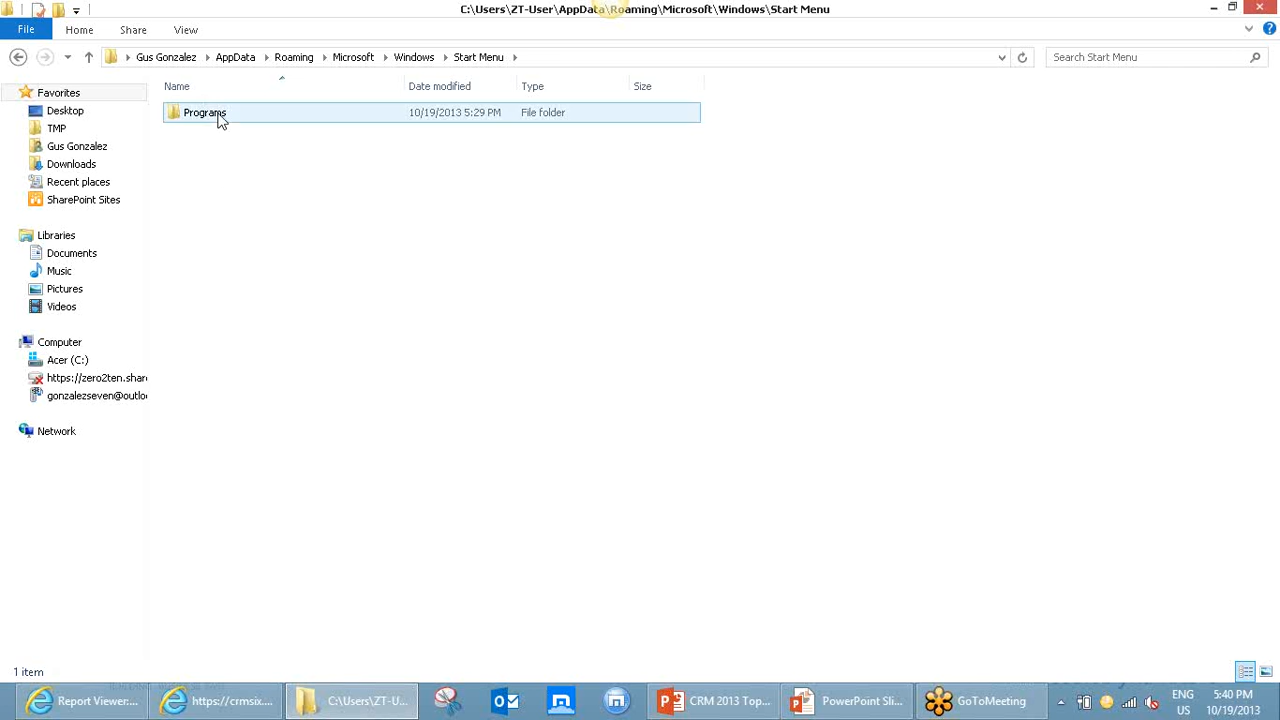 C:\Users\ZT-User\AppData\Roaming\Microsoft\Windows\Start Menu
File Home Share View
Gus Gonzalez AppData Roaming Microsoft Windows Start Menu
Search Start Menu
Name Date modified Type Size
Programs 10/19/2013 5:29 PM File folder
Favorites
Desktop
TMP
Gus Gonzalez
Downloads
Recent places
SharePoint Sites
Libraries
Documents
Music
Pictures
Videos
Computer
Acer (C:)
https://zero2ten.shar
gonzalezseven@outlo
Network
1 item
Report Viewer:... https://crmsix... C:\Users\ZT-U... CRM 2013 Top... PowerPoint Sli... GoToMeeting
ENG 5:40 PM
US 10/19/2013